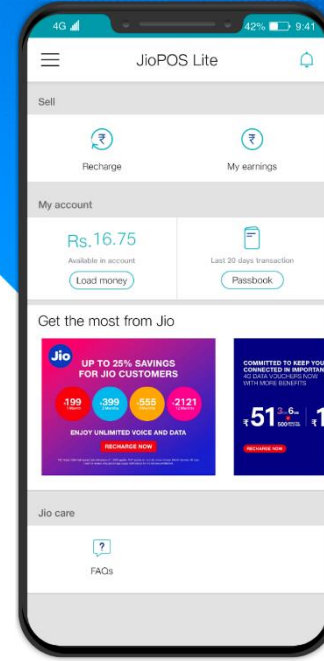 4G 42% 9:41
JioPOS Lite
Sell
Recharge My earnings
My account
Rs.16.75
Available in account Last 20 days transaction
Load money Passbook
Get the most from Jio
Jio UP TO 25% SAVINGS
FOR JIO CUSTOMERS
199 399 555 2121
ENJOY UNLIMITED VOICE AND DATA
RECHARGE NOW
COMMITTED TO KEEP YOU
CONNECTED IN IMPORTAN
4G DATA VOUCHERS NOW
WITH MORE BENEFITS
₹51
RECHARGE NOW
Jio care
?
FAQs